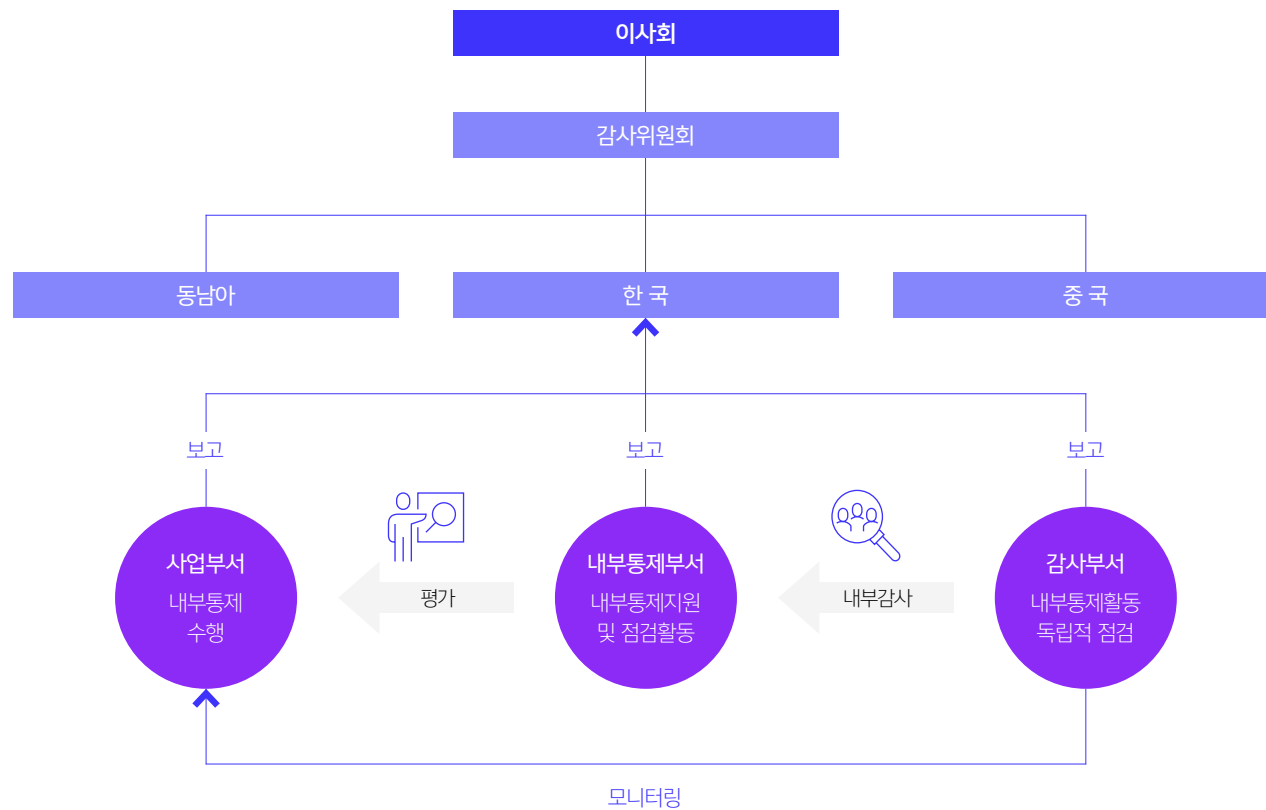 이사회
감사위원회
동남아
한 국
중 국
보고
보고
보고
사업부서
내부통제
수행
평가
내부통제부서
내부통제지원
및 점검활동
내부감사
감사부서
내부통제활동
독립적 점검
모니터링